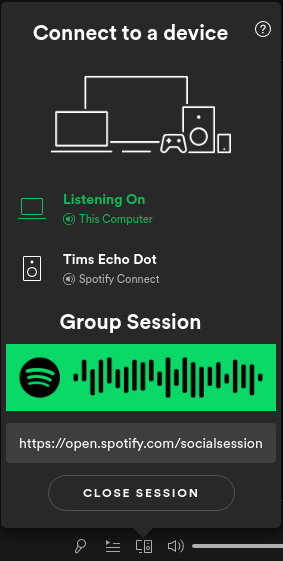 Connect to a device
?
Listening On
This Computer
Tims Echo Dot
Spotify Connect
Group Session
https://open.spotify.com/socialsession
CLOSE SESSION